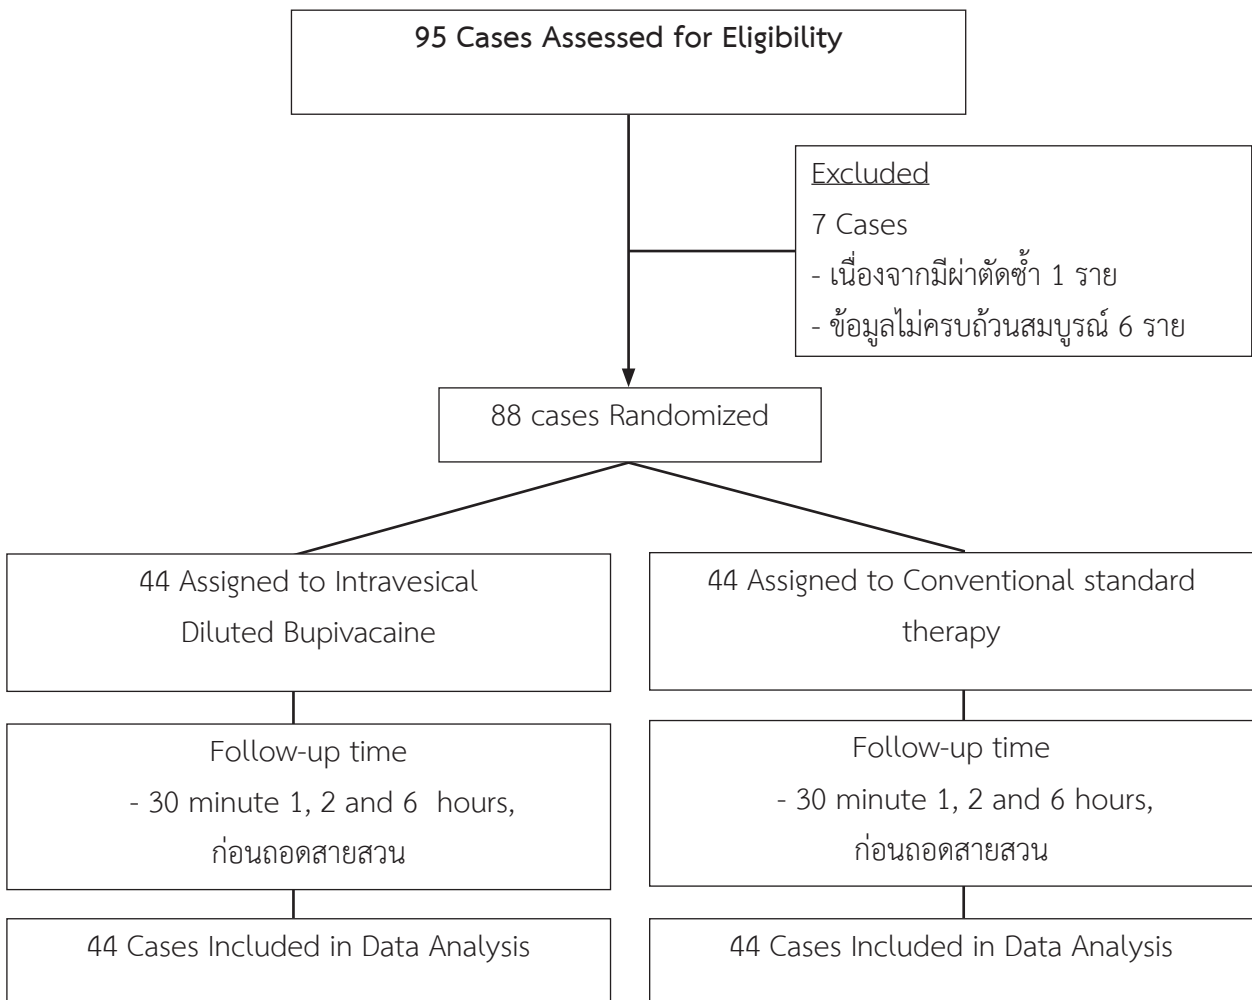 95 Cases Assessed for Eligibility
Excluded
7 Cases
- เนื่องจากมีผ่าตัดซ้ำ 1 ราย
- ข้อมูลไม่ครบถ้วนสมบูรณ์ 6 ราย
88 cases Randomized
44 Assigned to Intravesical
Diluted Bupivacaine
44 Assigned to Conventional standard
therapy
Follow-up time
- 30 minute 1, 2 and 6 hours,
ก่อนถอดสายสวน
Follow-up time
- 30 minute 1, 2 and 6 hours,
ก่อนถอดสายสวน
44 Cases Included in Data Analysis
44 Cases Included in Data Analysis